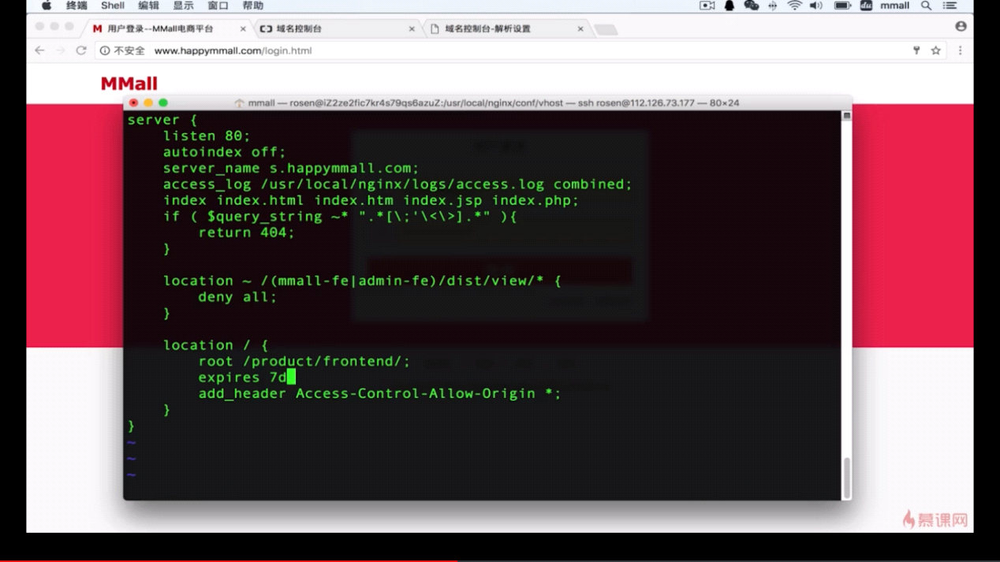 终端 Shell 编辑 显示 窗口 帮助 mmall
M 用户登录--MMall电商平台 × 域名控制台 × 域名控制台-解析设置 ×
不安全 www.happymmall.com/login.html
MMall
mmall — rosen@iZ2ze2fic7kr4s79qs6azuZ:/usr/local/nginx/conf/vhost — ssh rosen@112.126.73.177 — 80×24
server {
listen 80;
autoindex off;
server_name s.happymmall.com;
access_log /usr/local/nginx/logs/access.log combined;
index index.html index.htm index.jsp index.php;
if ( $query_string ~* ".*[\;'\<\>].*" ){
return 404;
}
location ~ /(mmall-fe|admin-fe)/dist/view/* {
deny all;
}
location / {
root /product/frontend/;
expires 7d
add_header Access-Control-Allow-Origin *;
}
}
~
~
~
慕课网